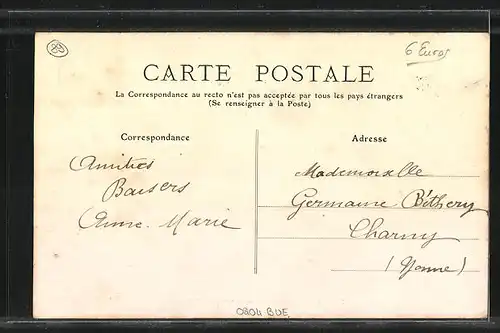 6 Euros
CARTE POSTALE
La Correspondance au recto n'est pas acceptée par tous les pays étrangers
(Se renseigner à la Poste)
Correspondance
Adresse
Amitiés
Baisers
Anne-Marie
Mademoiselle
Germaine Béthery
Charny
(Yonne)
0804 BUE